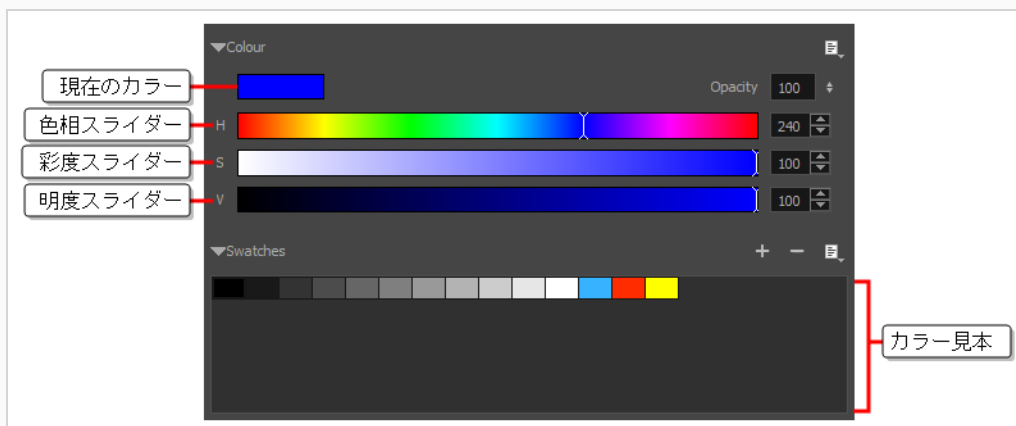 Colour
現在のカラー
Opacity 100
色相スライダー H 240
彩度スライダー S 100
明度スライダー V 100
Swatches + −
カラー見本